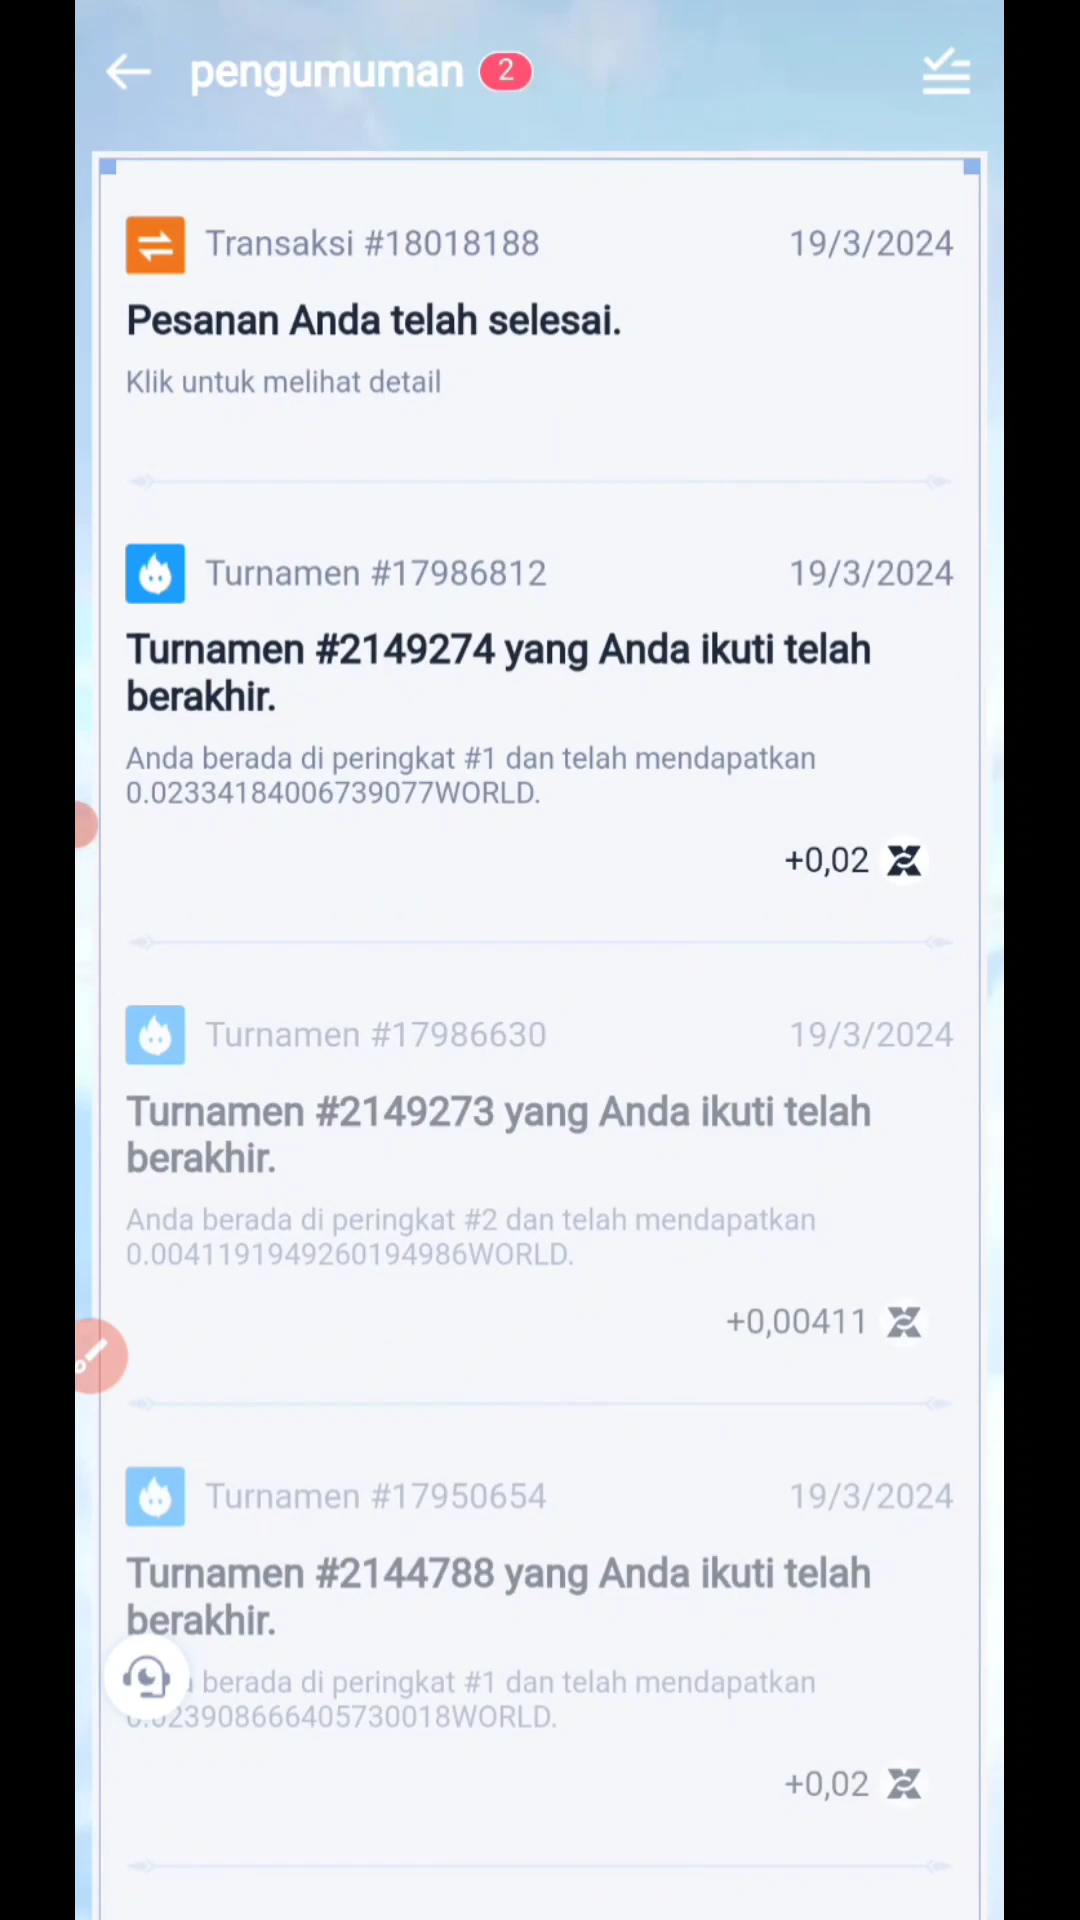 pengumuman 2
Transaksi #18018188 19/3/2024
Pesanan Anda telah selesai.
Klik untuk melihat detail
Turnamen #17986812 19/3/2024
Turnamen #2149274 yang Anda ikuti telah
berakhir.
Anda berada di peringkat #1 dan telah mendapatkan
0.02334184006739077WORLD.
+0,02
Turnamen #17986630 19/3/2024
Turnamen #2149273 yang Anda ikuti telah
berakhir.
Anda berada di peringkat #2 dan telah mendapatkan
0.0041191949260194986WORLD.
+0,00411
Turnamen #17950654 19/3/2024
Turnamen #2144788 yang Anda ikuti telah
berakhir.
berada di peringkat #1 dan telah mendapatkan
0.023908666405730018WORLD.
+0,02